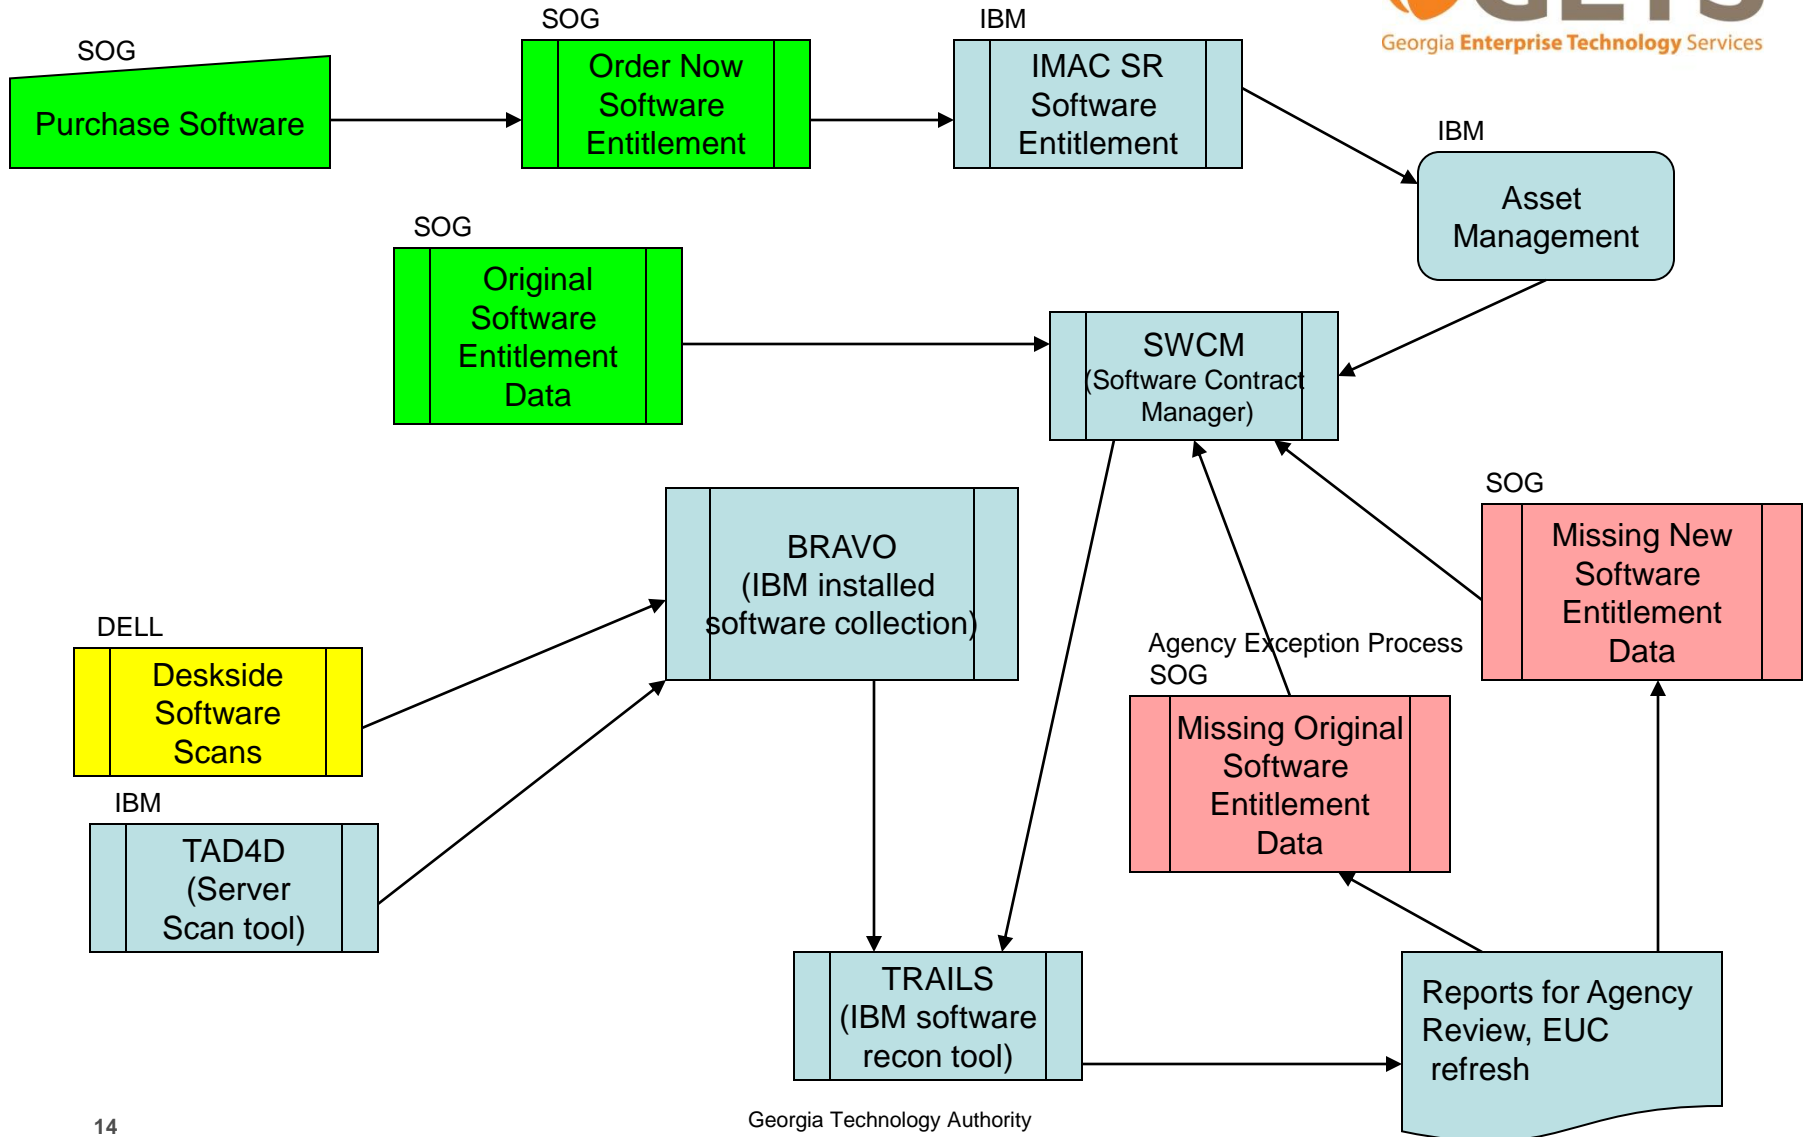 SOG
IBM
GETS
Georgia Enterprise Technology Services
SOG
Purchase Software
Order Now
Software
Entitlement
IMAC SR
Software
Entitlement
IBM
Asset
Management
SOG
Original
Software
Entitlement
Data
SWCM
(Software Contract
Manager)
SOG
Missing New
Software
Entitlement
Data
BRAVO
(IBM installed
software collection)
DELL
Deskside
Software
Scans
Agency Exception Process
SOG
Missing Original
Software
Entitlement
Data
IBM
TAD4D
(Server
Scan tool)
TRAILS
(IBM software
recon tool)
Reports for Agency
Review, EUC
refresh
14
Georgia Technology Authority